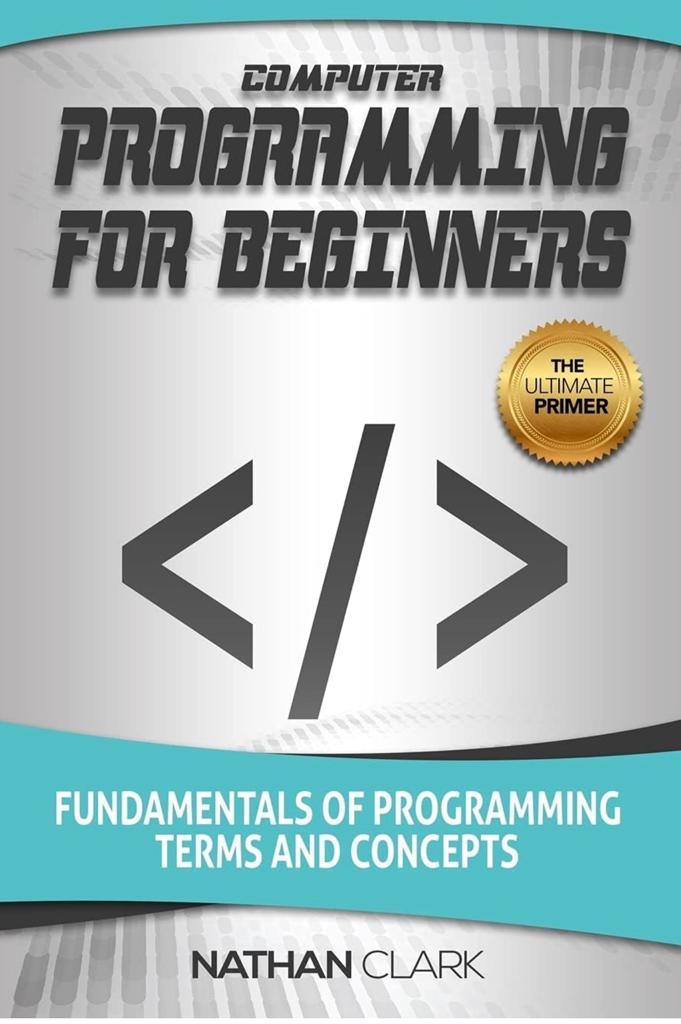 COMPUTER
PROGRAMMING
FOR BEGINNERS
THE
ULTIMATE
PRIMER
</>
FUNDAMENTALS OF PROGRAMMING
TERMS AND CONCEPTS
NATHAN CLARK